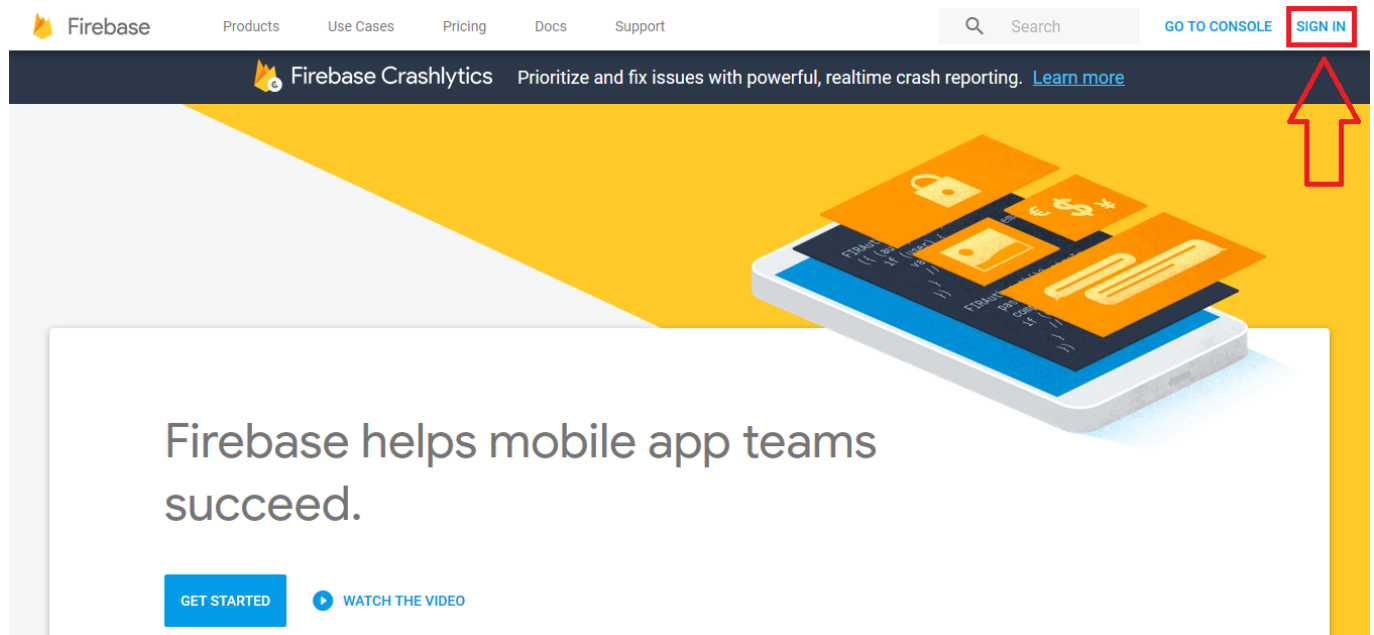 Firebase Products Use Cases Pricing Docs Support Search GO TO CONSOLE SIGN IN
Firebase Crashlytics Prioritize and fix issues with powerful, realtime crash reporting. Learn more
Firebase helps mobile app teams
succeed.
GET STARTED WATCH THE VIDEO